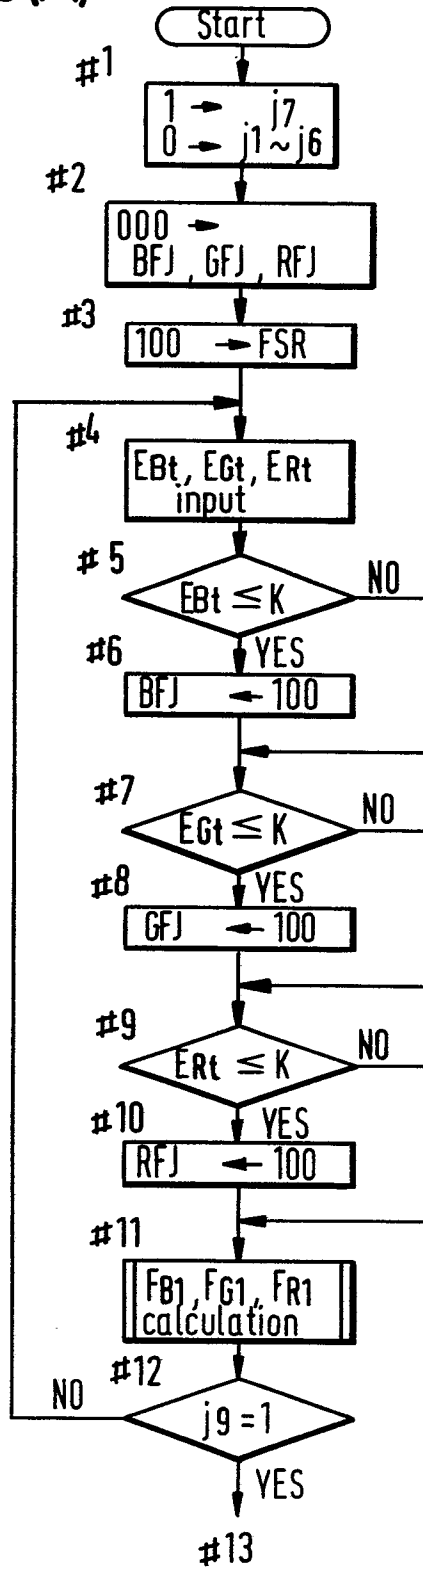 Start
#1
1 → j7
0 → j1 ~ j6
#2
000 →
BFJ , GFJ , RFJ
#3
100 → FSR
#4
EBt, EGt, ERt
input
#5
EBt ≤ K
NO
YES
#6
BFJ ← 100
#7
EGt ≤ K
NO
YES
#8
GFJ ← 100
#9
ERt ≤ K
NO
YES
#10
RFJ ← 100
#11
FB1, FG1, FR1
calculation
#12
NO
j9 = 1
YES
#13